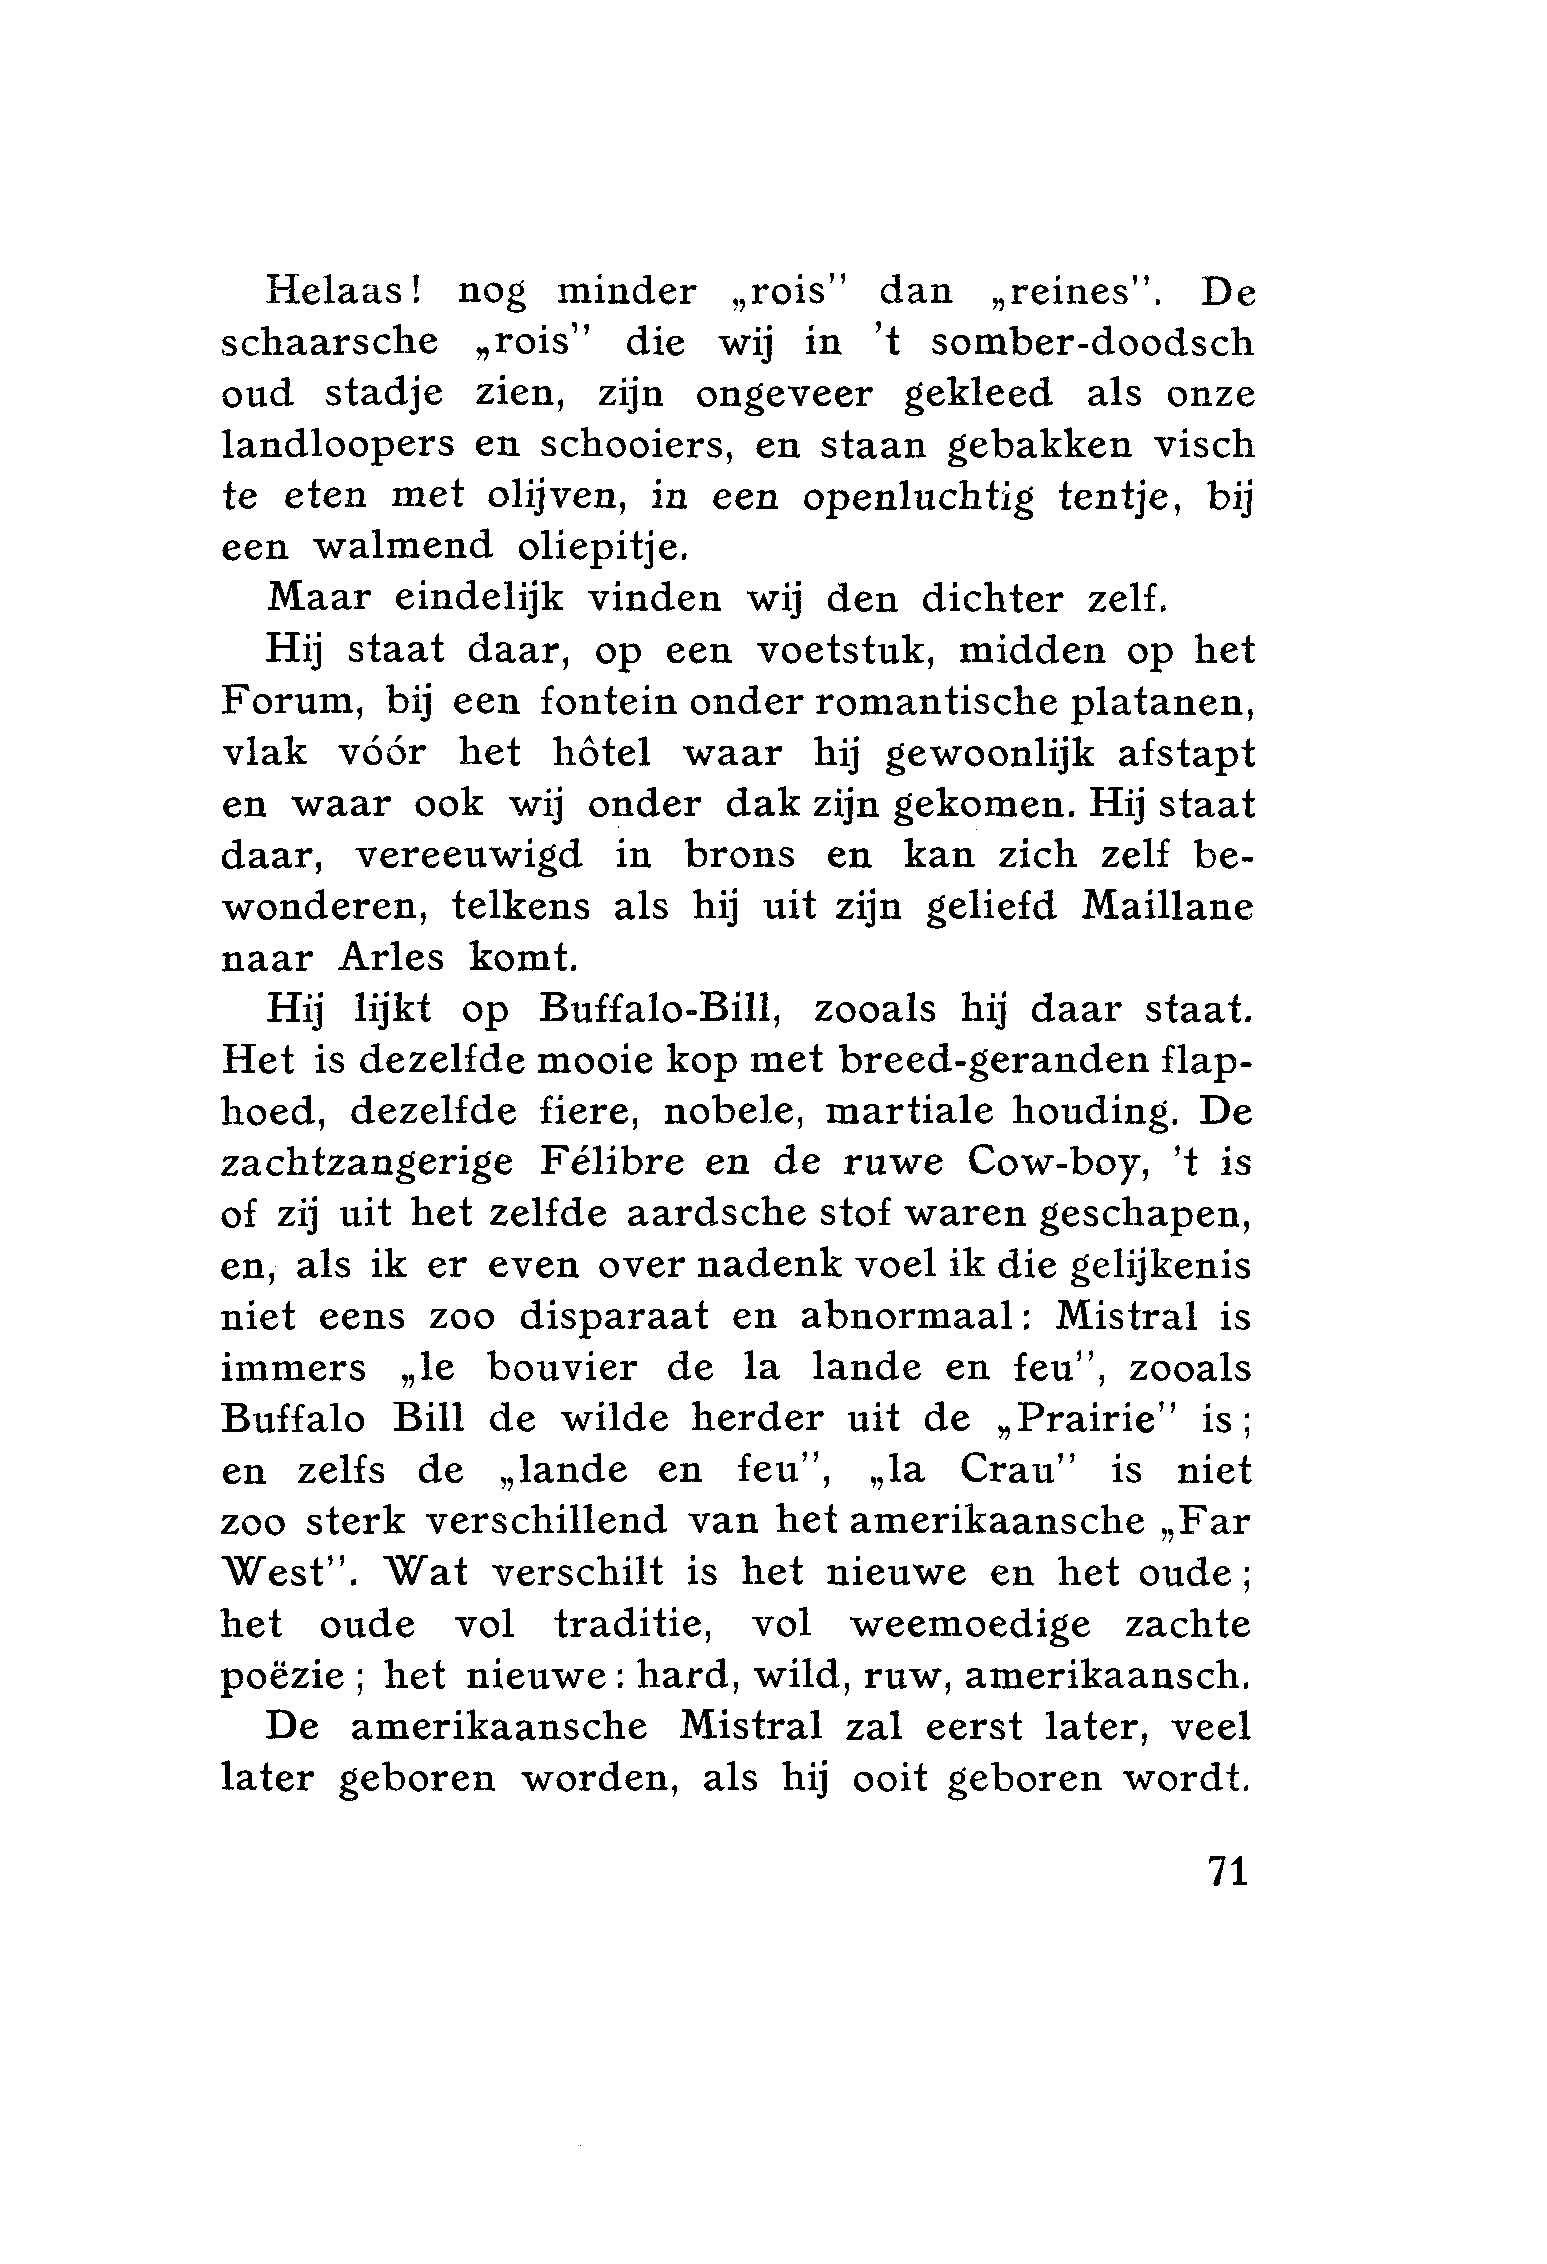 Helaas! nog minder „rois” dan „reines”. De
schaarsche „rois” die wij in 't somber-doodsch
oud stadje zien, zijn ongeveer gekleed als onze
landloopers en schooiers, en staan gebakken visch
te eten met olijven, in een openluchtig tentje, bij
een walmend oliepitje.
Maar eindelijk vinden wij den dichter zelf.
Hij staat daar, op een voetstuk, midden op het
Forum, bij een fontein onder romantische platanen,
vlak vóór het hôtel waar hij gewoonlijk afstapt
en waar ook wij onder dak zijn gekomen. Hij staat
daar, vereeuwigd in brons en kan zich zelf be-
wonderen, telkens als hij uit zijn geliefd Maillane
naar Arles komt.
Hij lijkt op Buffalo-Bill, zooals hij daar staat.
Het is dezelfde mooie kop met breed-geranden flap-
hoed, dezelfde fiere, nobele, martiale houding. De
zachtzangerige Félibre en de ruwe Cow-boy, 't is
of zij uit het zelfde aardsche stof waren geschapen,
en, als ik er even over nadenk voel ik die gelijkenis
niet eens zoo disparaat en abnormaal: Mistral is
immers „le bouvier de la lande en feu”, zooals
Buffalo Bill de wilde herder uit de „Prairie” is;
en zelfs de „lande en feu”, „la Crau” is niet
zoo sterk verschillend van het amerikaansche „Far
West”. Wat verschilt is het nieuwe en het oude;
het oude vol traditie, vol weemoedige zachte
poëzie; het nieuwe: hard, wild, ruw, amerikaansch.
De amerikaansche Mistral zal eerst later, veel
later geboren worden, als hij ooit geboren wordt.
71